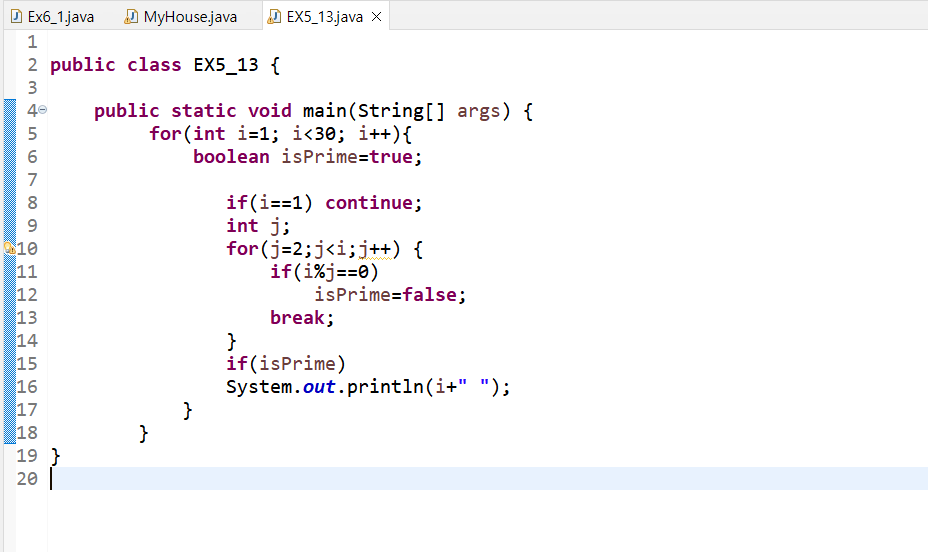 Ex6_1.java MyHouse.java EX5_13.java
1
2 public class EX5_13 {
3
4 public static void main(String[] args) {
5 for(int i=1; i<30; i++){
6 boolean isPrime=true;
7
8 if(i==1) continue;
9 int j;
10 for(j=2;j<i;j++) {
11 if(i%j==0)
12 isPrime=false;
13 break;
14 }
15 if(isPrime)
16 System.out.println(i+" ");
17 }
18 }
19 }
20